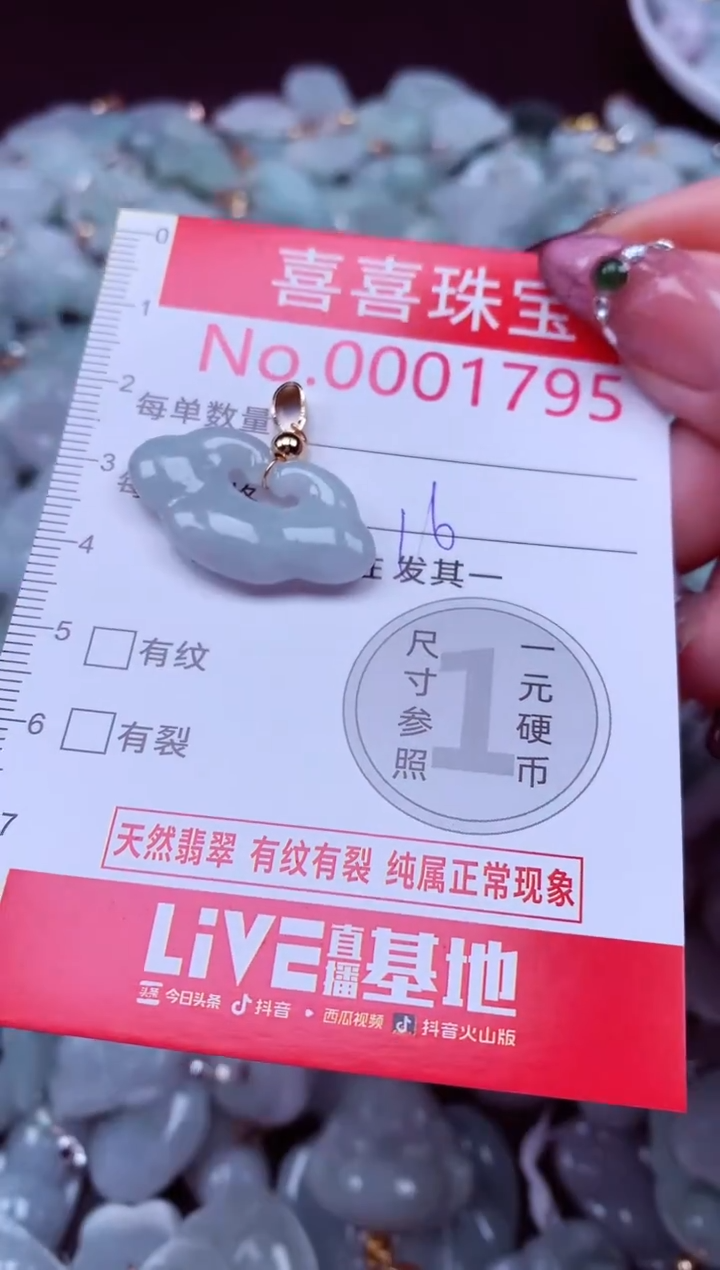 0
喜喜珠宝
1
No.0001795
2
每单数量
3
每
16
4
发其一
5
有纹
尺寸参照
1
一元硬币
6
有裂
7
天然翡翠 有纹有裂 纯属正常现象
LiVE直播基地
头条 今日头条 抖音 西瓜视频 抖音火山版